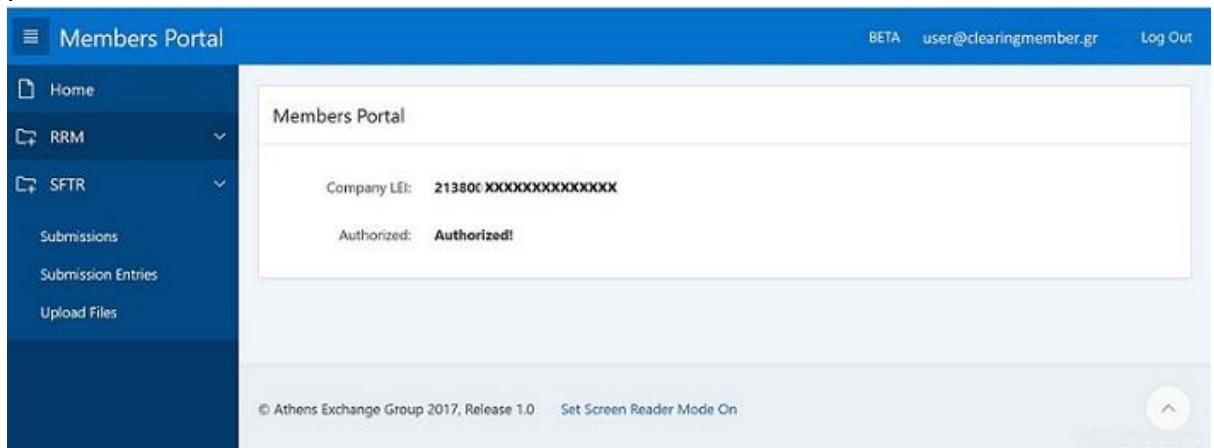 Members Portal
BETA user@clearingmember.gr Log Out
Home
RRM
SFTR
Submissions
Submission Entries
Upload Files
Members Portal
Company LEI: 21380 XXXXXXXXXXXXXX
Authorized: Authorized!
© Athens Exchange Group 2017, Release 1.0 Set Screen Reader Mode On